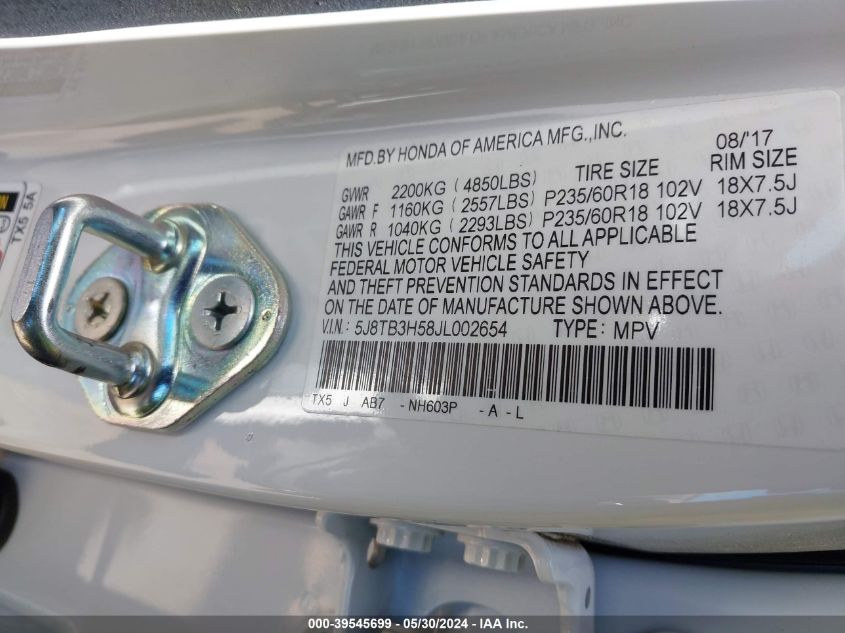 MFD.BY HONDA OF AMERICA MFG.,INC. 08/'17
GVWR 2200KG (4850LBS) TIRE SIZE RIM SIZE
GAWR F 1160KG (2557LBS) P235/60R18 102V 18X7.5J
GAWR R 1040KG (2293LBS) P235/60R18 102V 18X7.5J
THIS VEHICLE CONFORMS TO ALL APPLICABLE
FEDERAL MOTOR VEHICLE SAFETY
AND THEFT PREVENTION STANDARDS IN EFFECT
ON THE DATE OF MANUFACTURE SHOWN ABOVE.
V.I.N.: 5J8TB3H58JL002654 TYPE: MPV
TX5 J AB7 -NH603P -A-L
TX5 5A
000-39545699 - 05/30/2024 - IAA Inc.